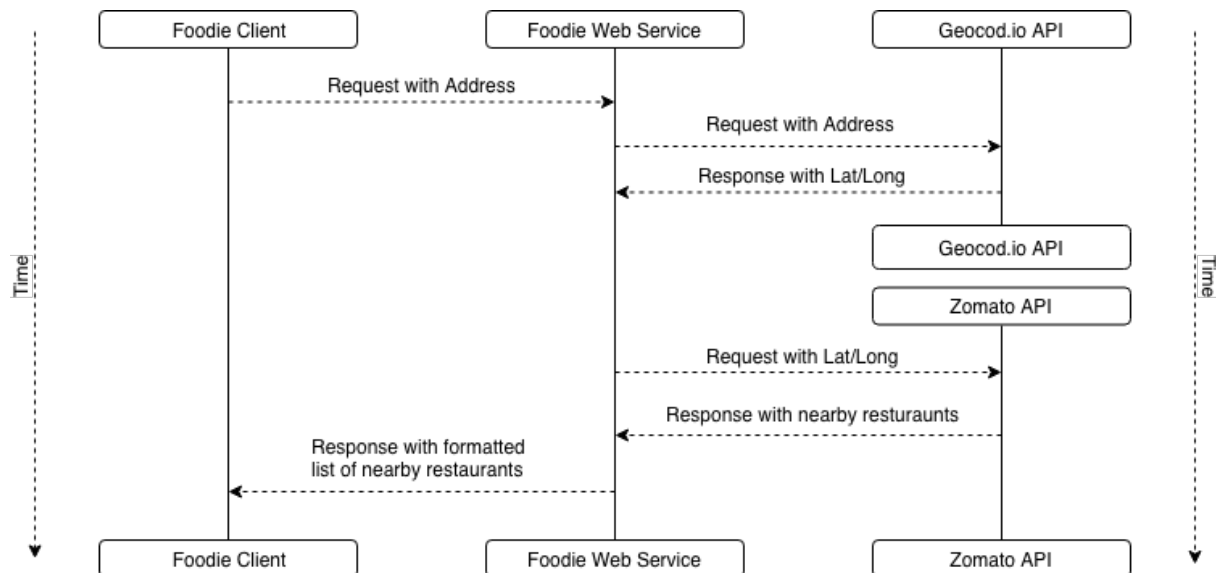 Foodie Client
Foodie Web Service
Geocod.io API
Request with Address
Request with Address
Response with Lat/Long
Geocod.io API
Time
Time
Zomato API
Request with Lat/Long
Response with nearby resturaunts
Response with formatted
list of nearby restaurants
Foodie Client
Foodie Web Service
Zomato API